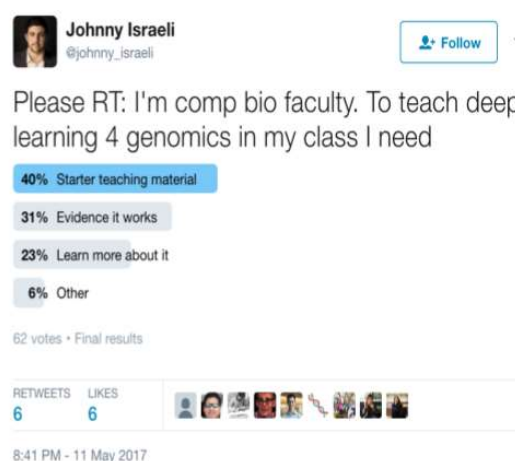 Johnny Israeli
@johnny_israeli
Follow
Please RT: I'm comp bio faculty. To teach deep
learning 4 genomics in my class I need
40% Starter teaching material
31% Evidence it works
23% Learn more about it
6% Other
62 votes • Final results
RETWEETS LIKES
6 6
8:41 PM - 11 May 2017